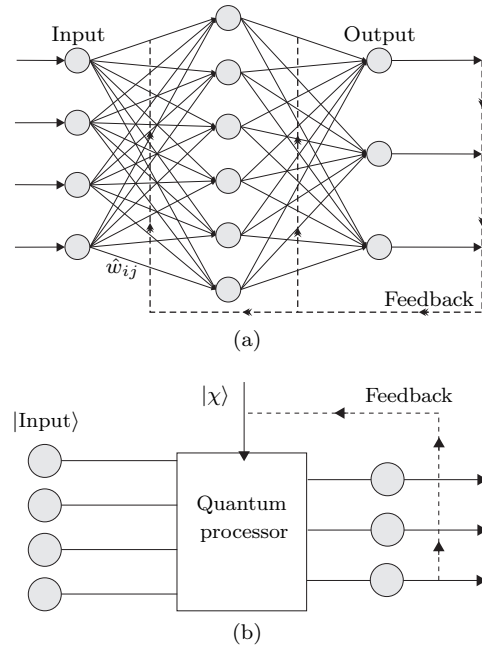 Input
Output
ŵij
Feedback
(a)
|χ⟩
Feedback
|Input⟩
Quantum
processor
(b)